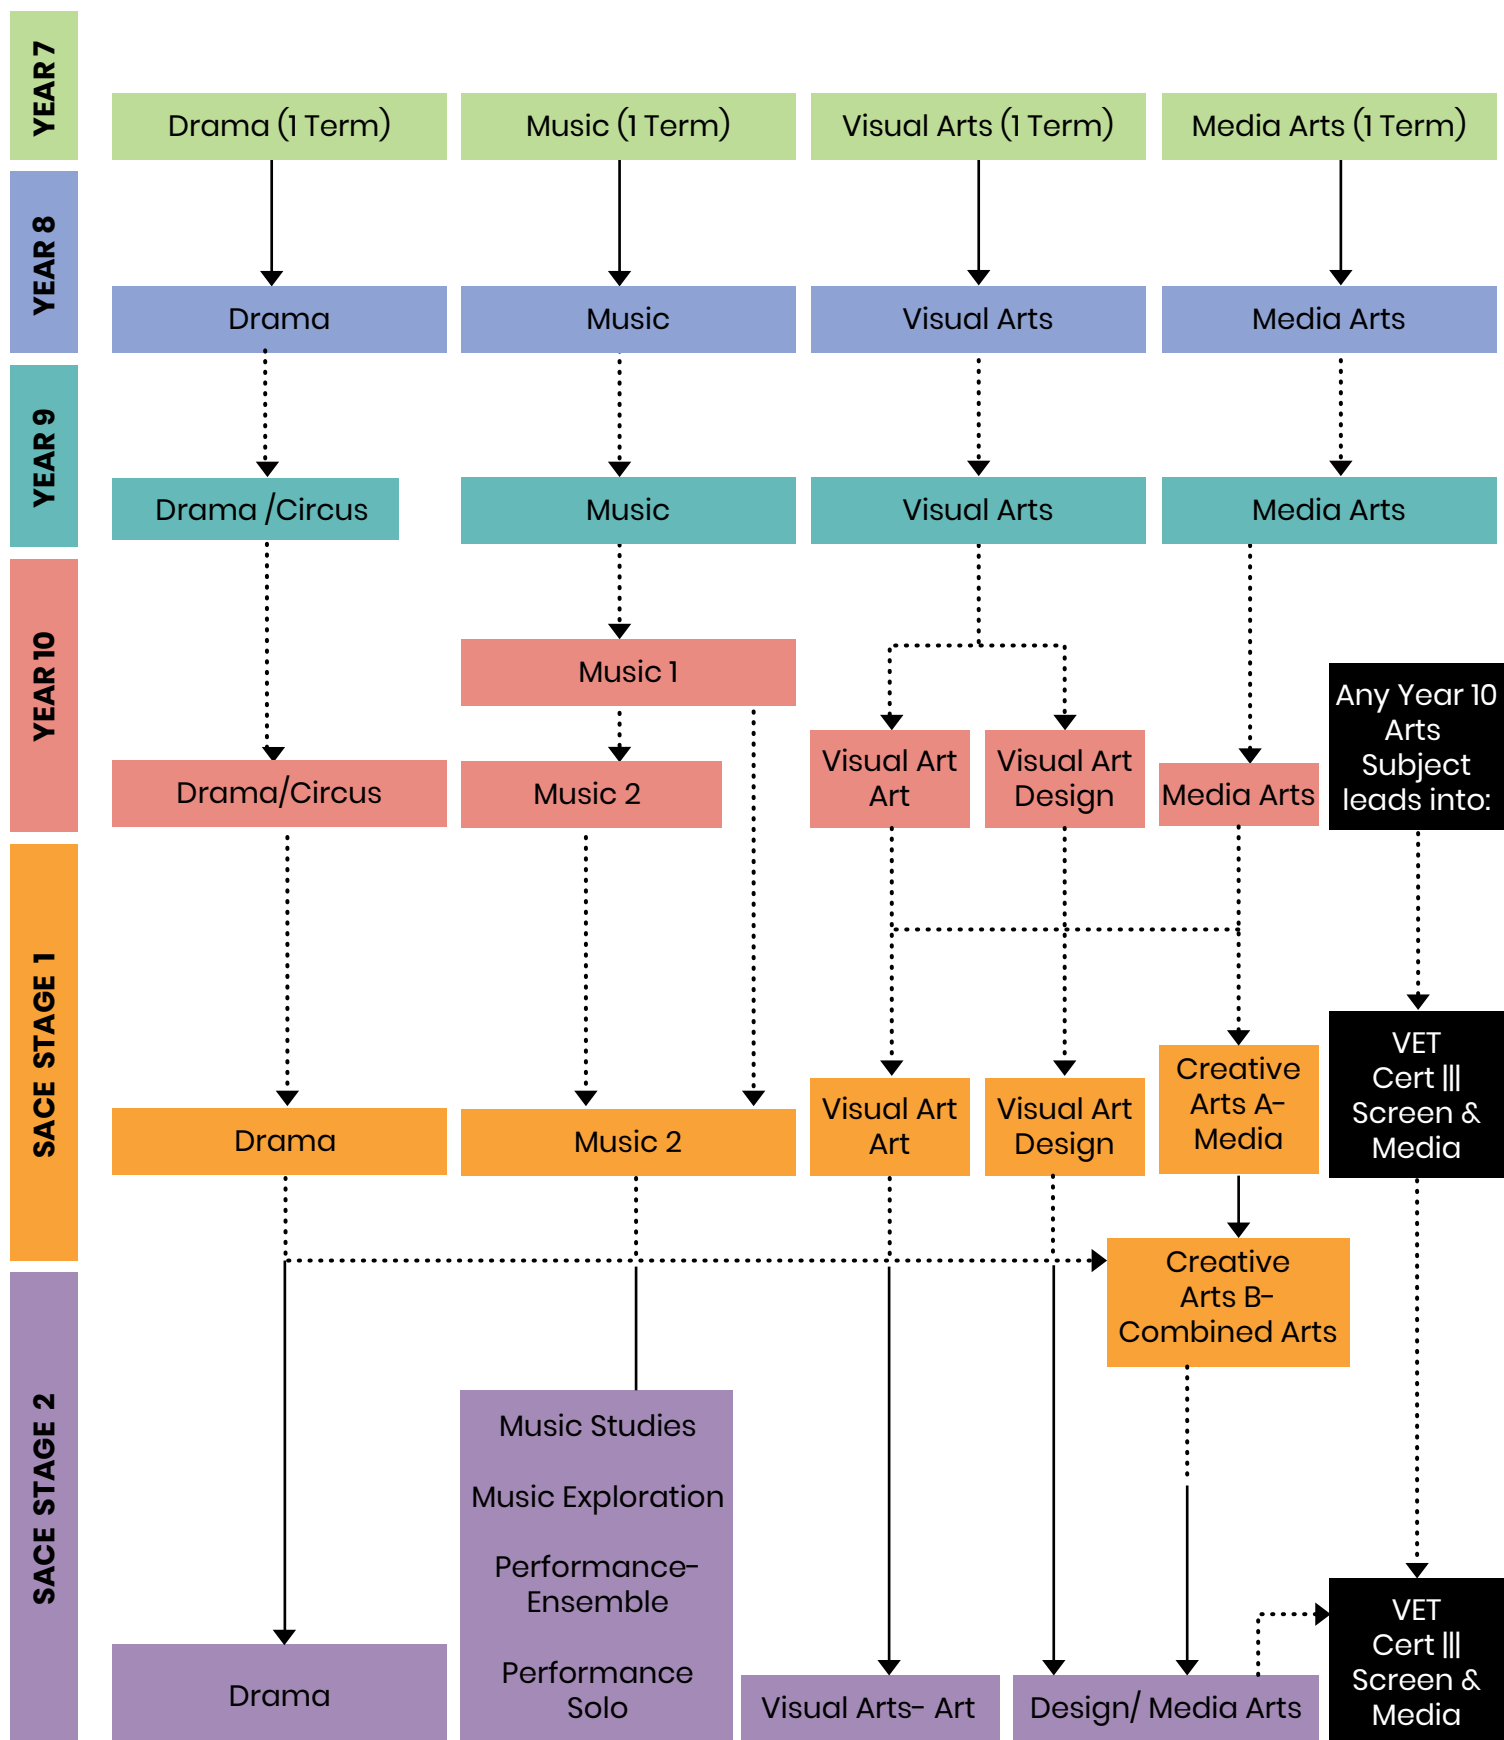 YEAR 7
Drama (1 Term)
Music (1 Term)
Visual Arts (1 Term)
Media Arts (1 Term)
YEAR 8
Drama
Music
Visual Arts
Media Arts
YEAR 9
Drama /Circus
Music
Visual Arts
Media Arts
YEAR 10
Music 1
Drama/Circus
Music 2
Visual Art
Art
Visual Art
Design
Media Arts
Any Year 10
Arts
Subject
leads into:
SACE STAGE 1
Drama
Music 2
Visual Art
Art
Visual Art
Design
Creative
Arts A-
Media
VET
Cert |||
Screen &
Media
Creative
Arts B-
Combined Arts
SACE STAGE 2
Drama
Music Studies
Music Exploration
Performance-
Ensemble
Performance
Solo
Visual Arts- Art
Design/ Media Arts
VET
Cert |||
Screen &
Media